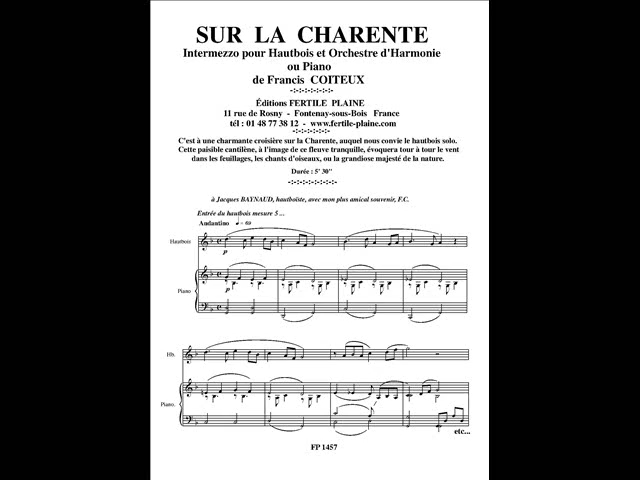 SUR LA CHARENTE
Intermezzo pour Hautbois et Orchestre d'Harmonie
ou Piano
de Francis COITEUX
-:-:-:-:-:-:-:-
Éditions FERTILE PLAINE
11 rue de Rosny - Fontenay-sous-Bois France
tél : 01 48 77 38 12 - www.fertile-plaine.com
-:-:-:-:-:-:-:-
C'est à une charmante croisière sur la Charente, auquel nous convie le hautbois solo.
Cette paisible cantilène, à l'image de ce fleuve tranquille, évoquera tour à tour le vent
dans les feuillages, les chants d'oiseaux, ou la grandiose majesté de la nature.
Durée : 5' 30"
-:-:-:-:-:-:-:-:-
à Jacques BAYNAUD, hautboïste, avec mon plus amical souvenir, F.C.
Entrée du hautbois mesure 5 ...
Andantino ♩ = 69
Hautbois
p
Piano
p
Hb.
Piano.
etc...
FP 1457